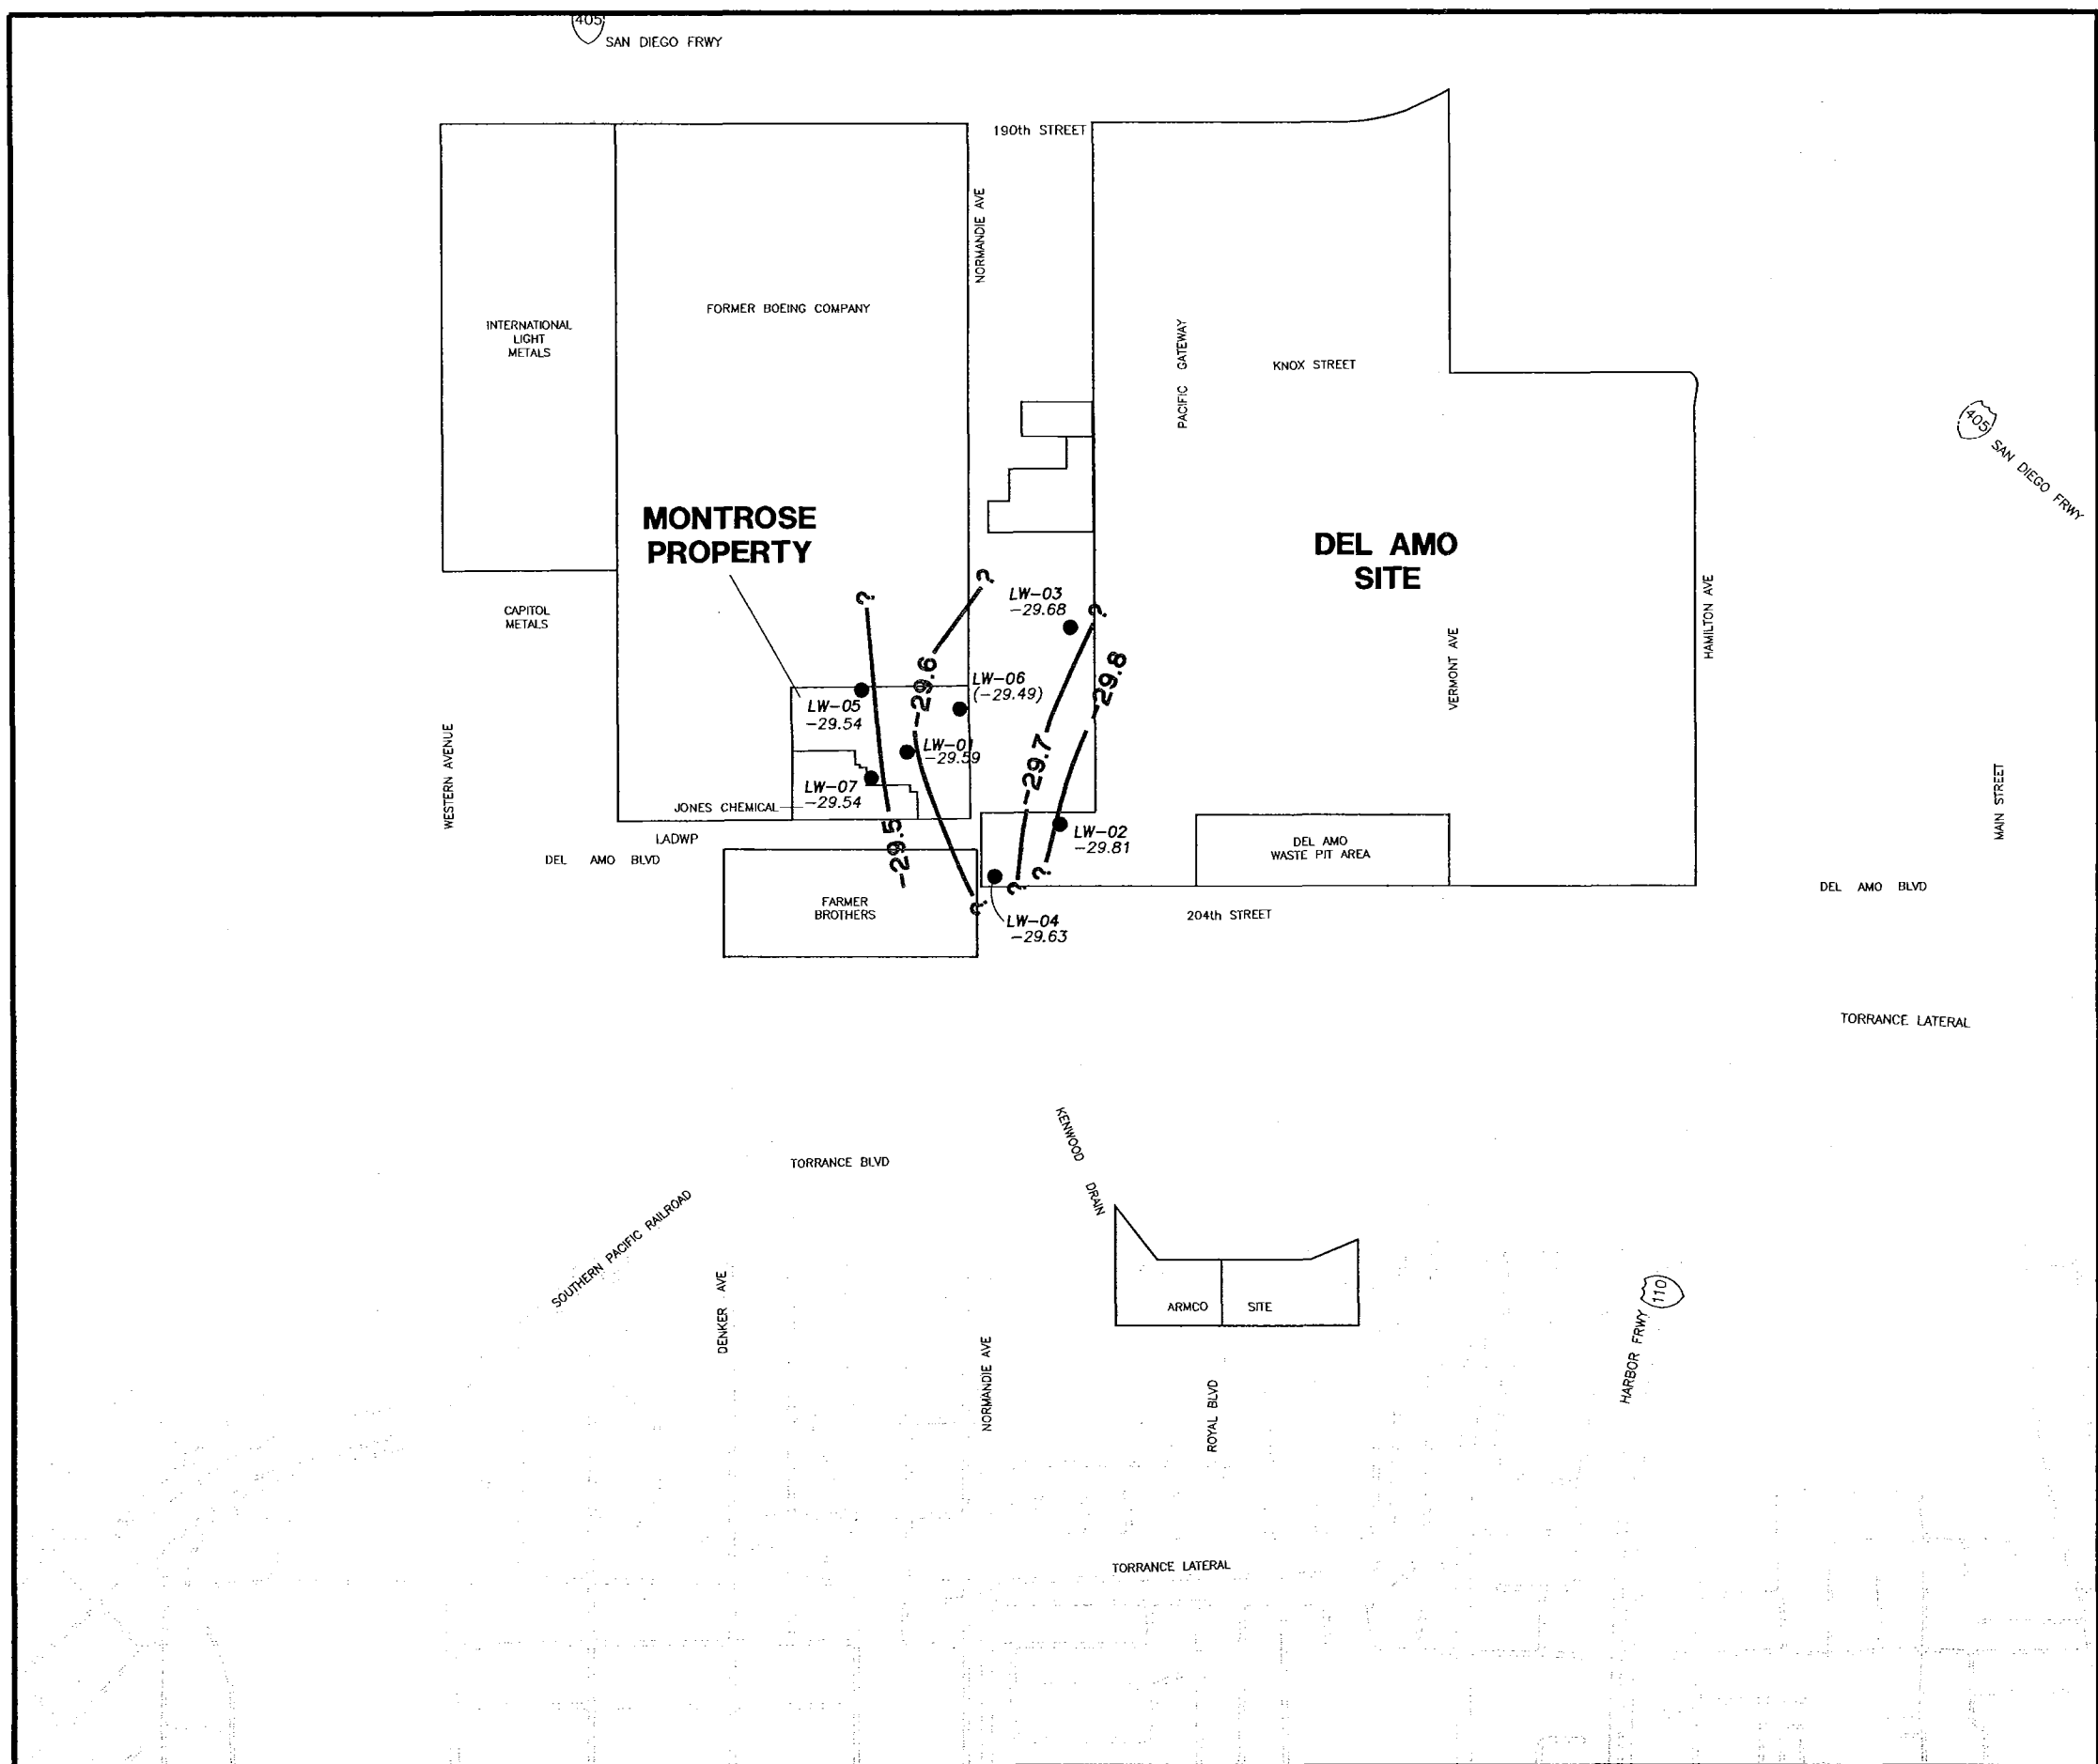 405
SAN DIEGO FRWY
190th STREET
NORMANDIE AVE
FORMER BOEING COMPANY
INTERNATIONAL
LIGHT
METALS
PACIFIC GATEWAY
KNOX STREET
405
SAN DIEGO FRWY
MONTROSE
PROPERTY
DEL AMO
SITE
CAPITOL
METALS
?
?
LW-03
-29.68
?
HAMILTON AVE
VERMONT AVE
-29.6
-29.8
LW-06
(-29.49)
LW-05
-29.54
LW-01
-29.59
-29.7
LW-07
-29.54
JONES CHEMICAL
WESTERN AVENUE
MAIN STREET
LADWP
-29.5
LW-02
-29.81
DEL AMO BLVD
DEL AMO
WASTE PIT AREA
?
?
?
DEL AMO BLVD
FARMER
BROTHERS
LW-04
-29.63
204th STREET
TORRANCE LATERAL
KENWOOD DRAIN
TORRANCE BLVD
SOUTHERN PACIFIC RAILROAD
DENKER AVE
ARMCO SITE
110
HARBOR FRWY
NORMANDIE AVE
ROYAL BLVD
TORRANCE LATERAL